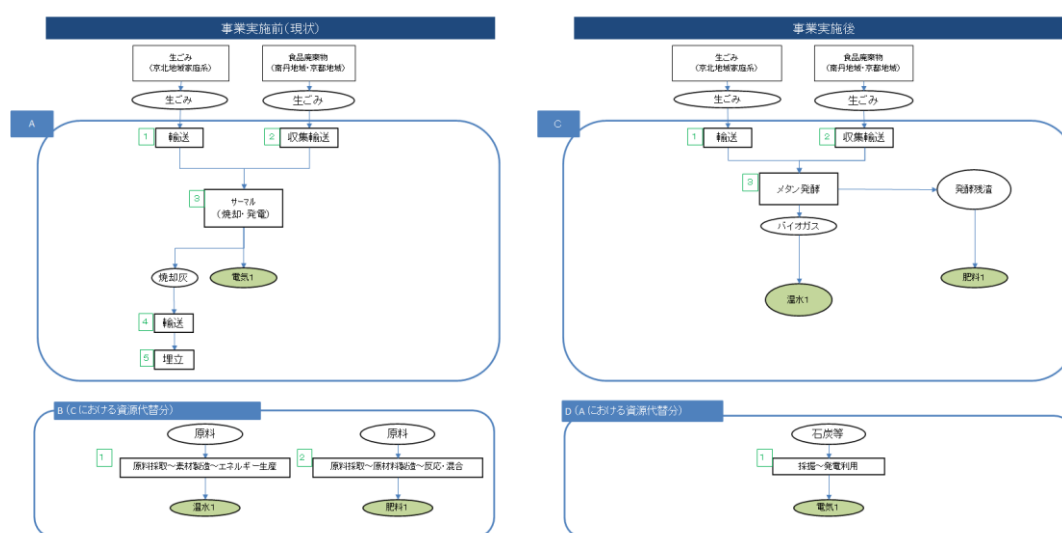 事業実施前(現状)
生ごみ
(京北地域家庭系)
食品廃棄物
(南丹地域・京都地域)
生ごみ
生ごみ
A
1
輸送
2
収集輸送
3
サーマル
(焼却・発電)
焼却灰
電気1
4
輸送
5
埋立
B (Cにおける資源代替分)
原料
原料
1
原料採取~素材製造~エネルギー生産
2
原料採取~原材料製造~反応・混合
温水1
肥料1
事業実施後
生ごみ
(京北地域家庭系)
食品廃棄物
(南丹地域・京都地域)
生ごみ
生ごみ
C
1
輸送
2
収集輸送
3
メタン発酵
発酵残渣
バイオガス
温水1
肥料1
D (Aにおける資源代替分)
石炭等
1
採掘~発電利用
電気1